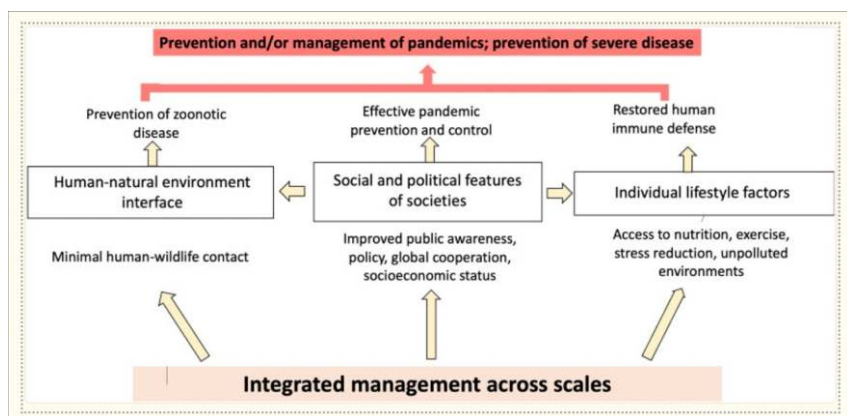 Prevention and/or management of pandemics; prevention of severe disease
Prevention of zoonotic
disease
Effective pandemic
prevention and control
Restored human
immune defense
Human-natural environment
interface
Social and political features
of societies
Individual lifestyle factors
Minimal human-wildlife contact
Improved public awareness,
policy, global cooperation,
socioeconomic status
Access to nutrition, exercise,
stress reduction, unpolluted
environments
Integrated management across scales